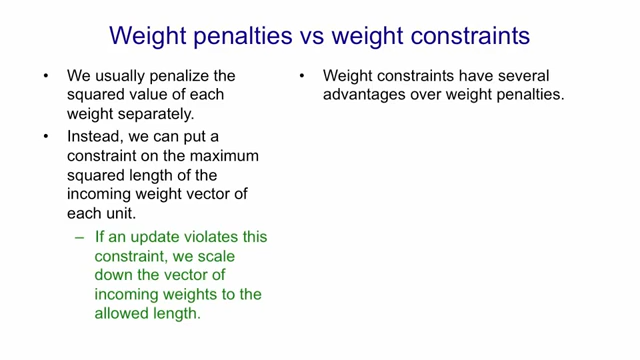 Weight penalties vs weight constraints
• We usually penalize the
squared value of each
weight separately.
• Instead, we can put a
constraint on the maximum
squared length of the
incoming weight vector of
each unit.
– If an update violates this
constraint, we scale
down the vector of
incoming weights to the
allowed length.
• Weight constraints have several
advantages over weight penalties.